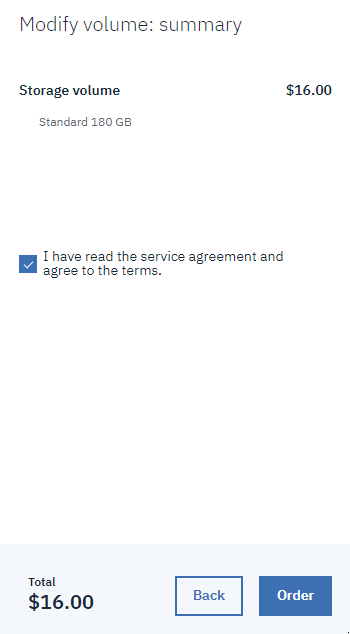 Modify volume: summary
Storage volume $16.00
Standard 180 GB
I have read the service agreement and
agree to the terms.
Total
$16.00
Back
Order